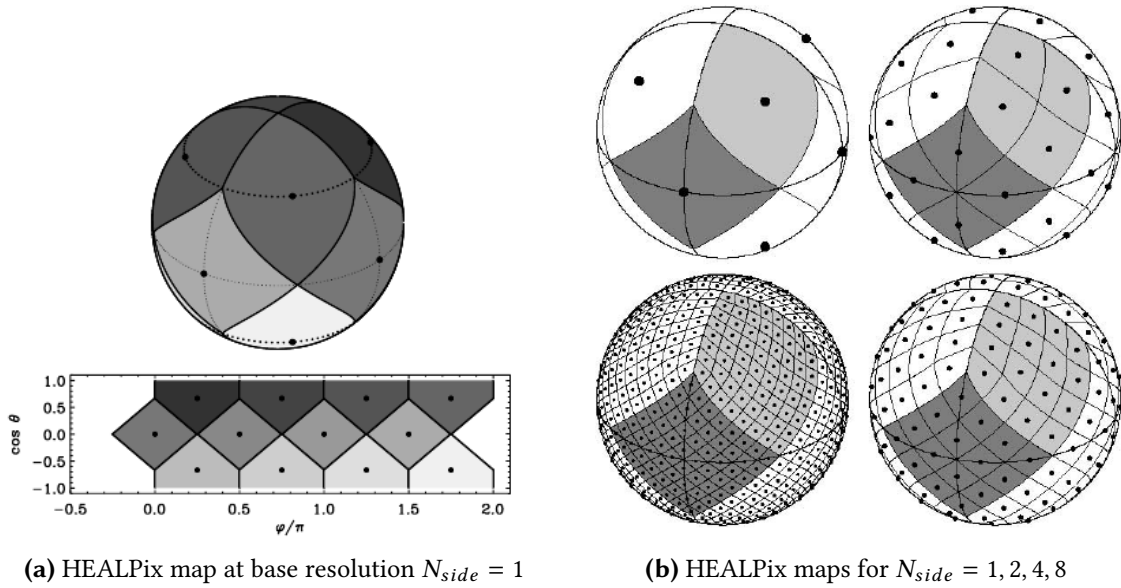 1.0
0.5
0.0
-0.5
-1.0
cos θ
-0.5 0.0 0.5 1.0 1.5 2.0
φ/π
(a) HEALPix map at base resolution N_side = 1
(b) HEALPix maps for N_side = 1, 2, 4, 8